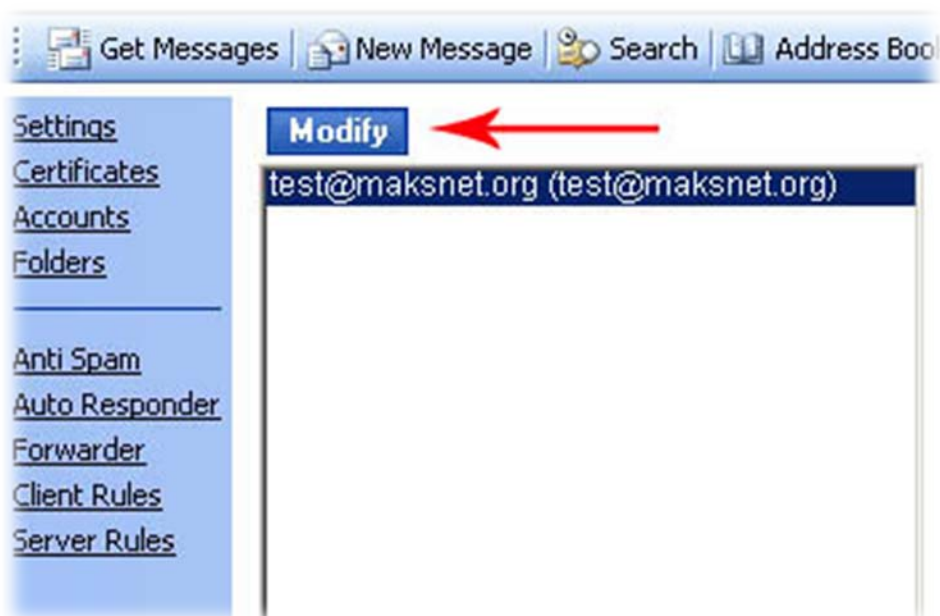 Get Messages New Message Search Address Boo
Settings
Certificates
Accounts
Folders
Anti Spam
Auto Responder
Forwarder
Client Rules
Server Rules
Modify
test@maksnet.org (test@maksnet.org)